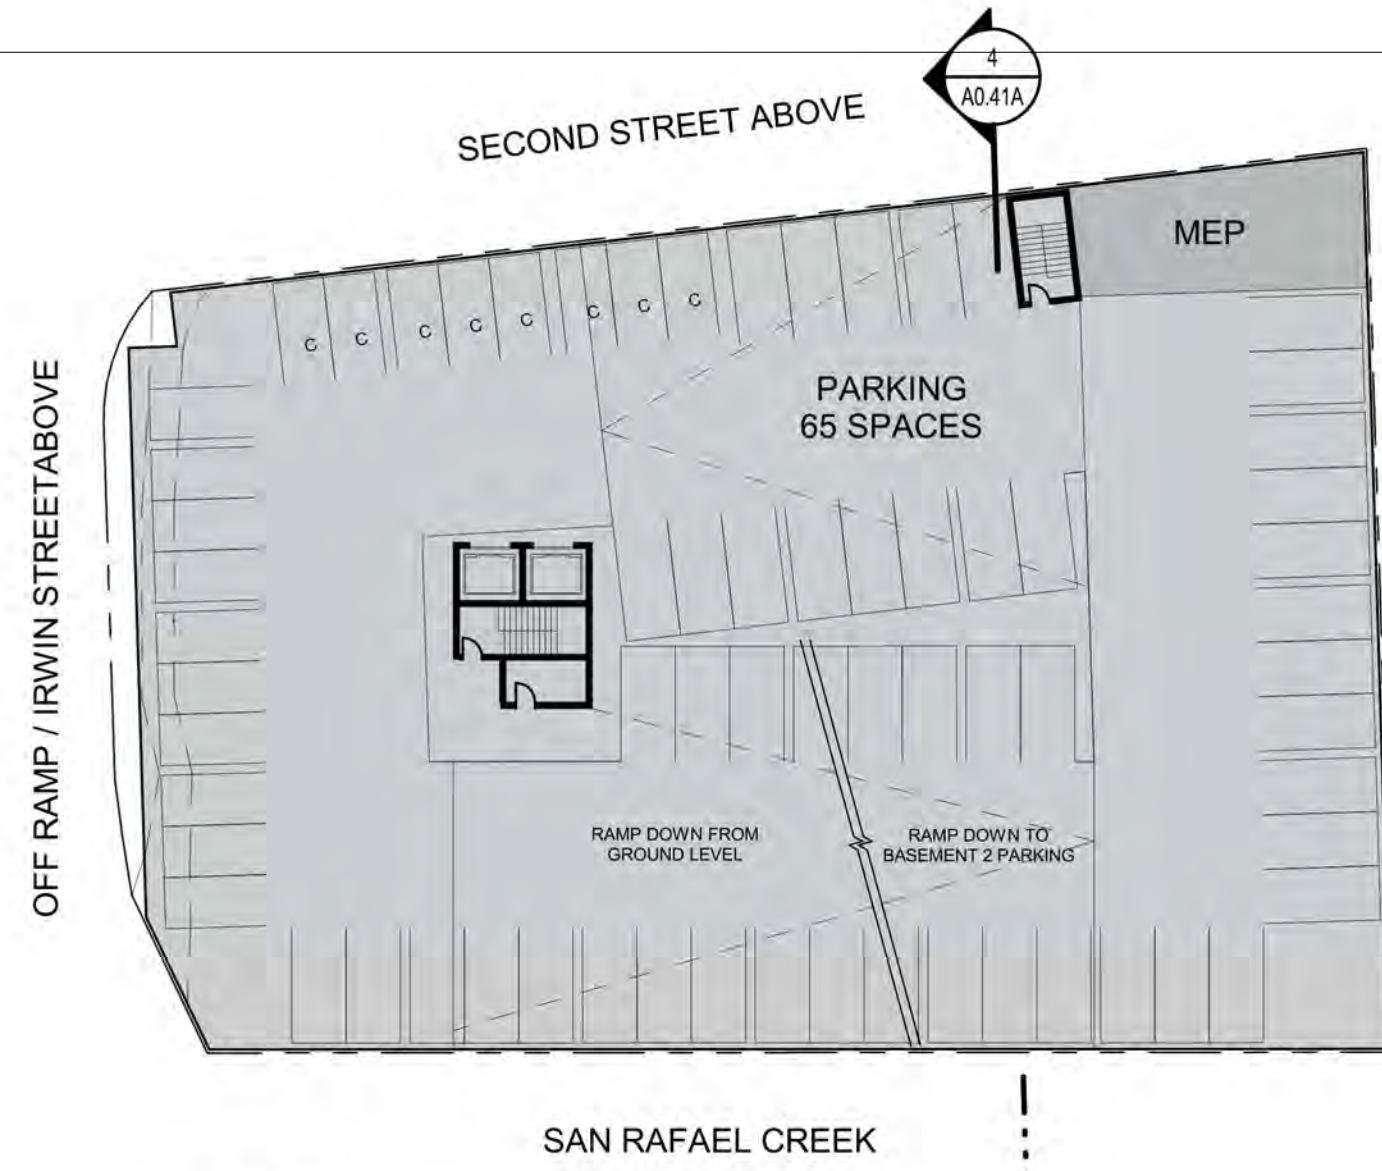 4
A0.41A
SECOND STREET ABOVE
MEP
C C C C C C C C
PARKING
65 SPACES
OFF RAMP / IRWIN STREETABOVE
RAMP DOWN FROM
GROUND LEVEL
RAMP DOWN TO
BASEMENT 2 PARKING
SAN RAFAEL CREEK